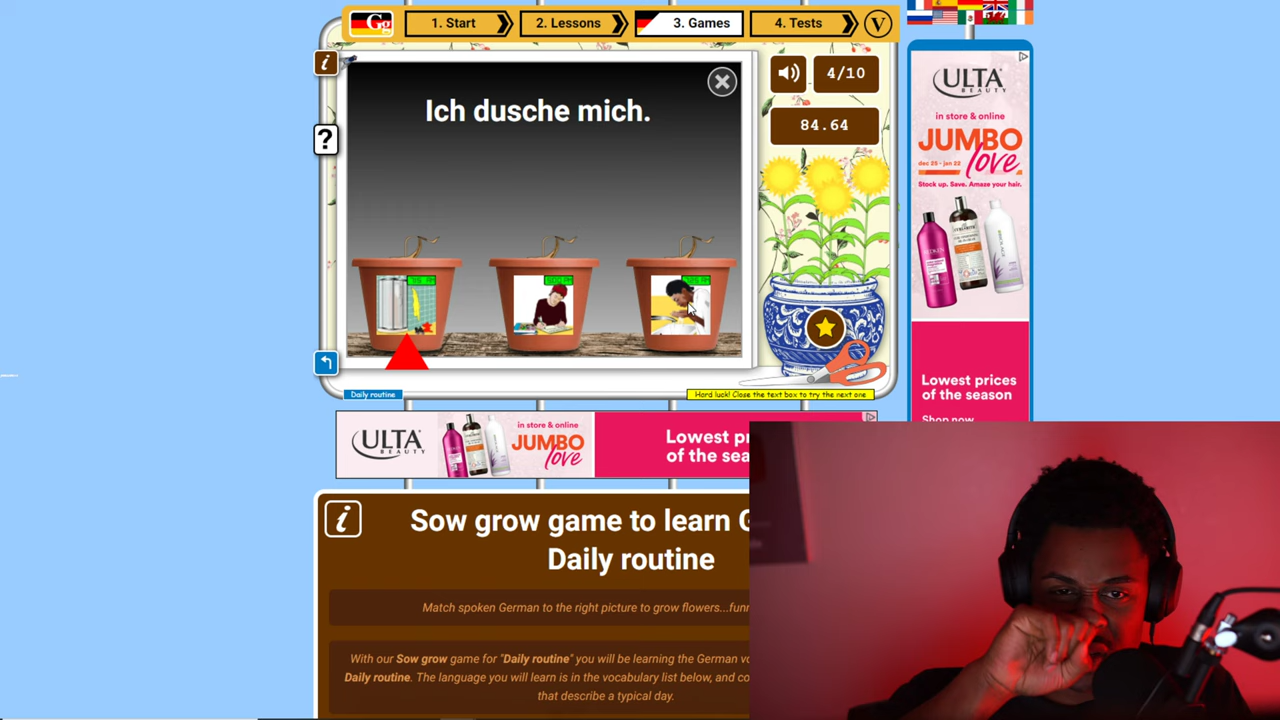 Gg
1. Start
2. Lessons
3. Games
4. Tests
V
i
?
Ich dusche mich.
4/10
84.64
Daily routine
Hard luck! Close the text box to try the next one
ULTA
BEAUTY
in store & online
JUMBO
love
dec 25 - jan 22
Stock up. Save. Amaze your hair.
Lowest prices
of the season
Shop now
ULTA
BEAUTY
in store & online
JUMBO
love
Lowest
of the
i
Sow grow game to learn
Daily routine
Match spoken German to the right picture to grow flowers...
With our Sow grow game for "Daily routine" you will be learning the German
Daily routine. The language you will learn is in the vocabulary list below, and
that describe a typical day.